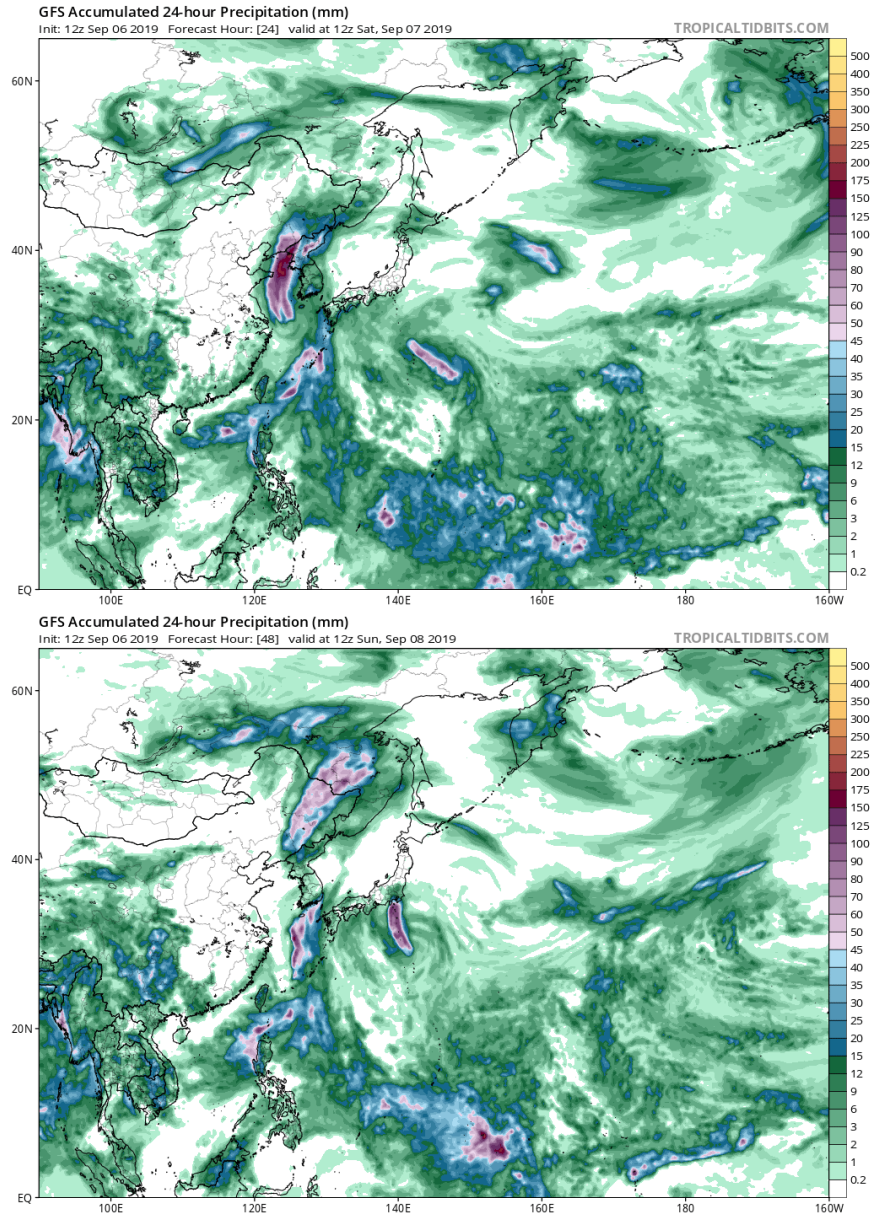 GFS Accumulated 24-hour Precipitation (mm)
Init: 12z Sep 06 2019 Forecast Hour: [24] valid at 12z Sat, Sep 07 2019
TROPICALTIDBITS.COM
60N
40N
20N
EQ
100E
120E
140E
160E
180
160W
500
400
350
300
250
225
200
175
150
125
100
90
80
70
60
50
45
40
35
30
25
20
15
12
9
6
3
2
1
0.2
GFS Accumulated 24-hour Precipitation (mm)
Init: 12z Sep 06 2019 Forecast Hour: [48] valid at 12z Sun, Sep 08 2019
TROPICALTIDBITS.COM
60N
40N
20N
EQ
100E
120E
140E
160E
180
160W
500
400
350
300
250
225
200
175
150
125
100
90
80
70
60
50
45
40
35
30
25
20
15
12
9
6
3
2
1
0.2